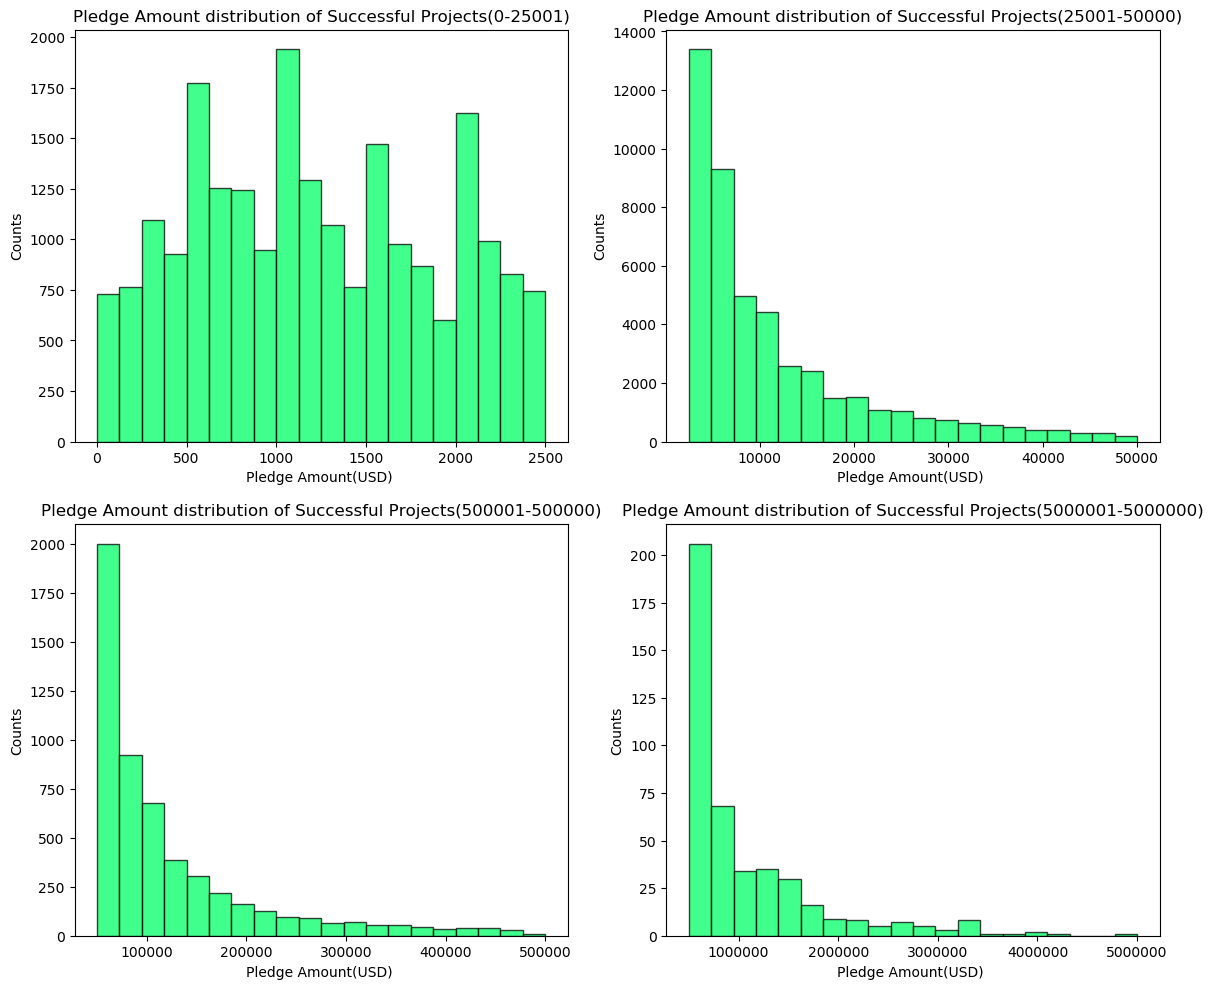 Pledge Amount distribution of Successful Projects(0-25001)
2000
1750
1500
1250
1000
750
500
250
0
Counts
0 500 1000 1500 2000 2500
Pledge Amount(USD)
Pledge Amount distribution of Successful Projects(25001-50000)
14000
12000
10000
8000
6000
4000
2000
0
Counts
10000 20000 30000 40000 50000
Pledge Amount(USD)
Pledge Amount distribution of Successful Projects(500001-500000)
2000
1750
1500
1250
1000
750
500
250
0
Counts
100000 200000 300000 400000 500000
Pledge Amount(USD)
Pledge Amount distribution of Successful Projects(5000001-5000000)
200
175
150
125
100
75
50
25
0
Counts
1000000 2000000 3000000 4000000 5000000
Pledge Amount(USD)